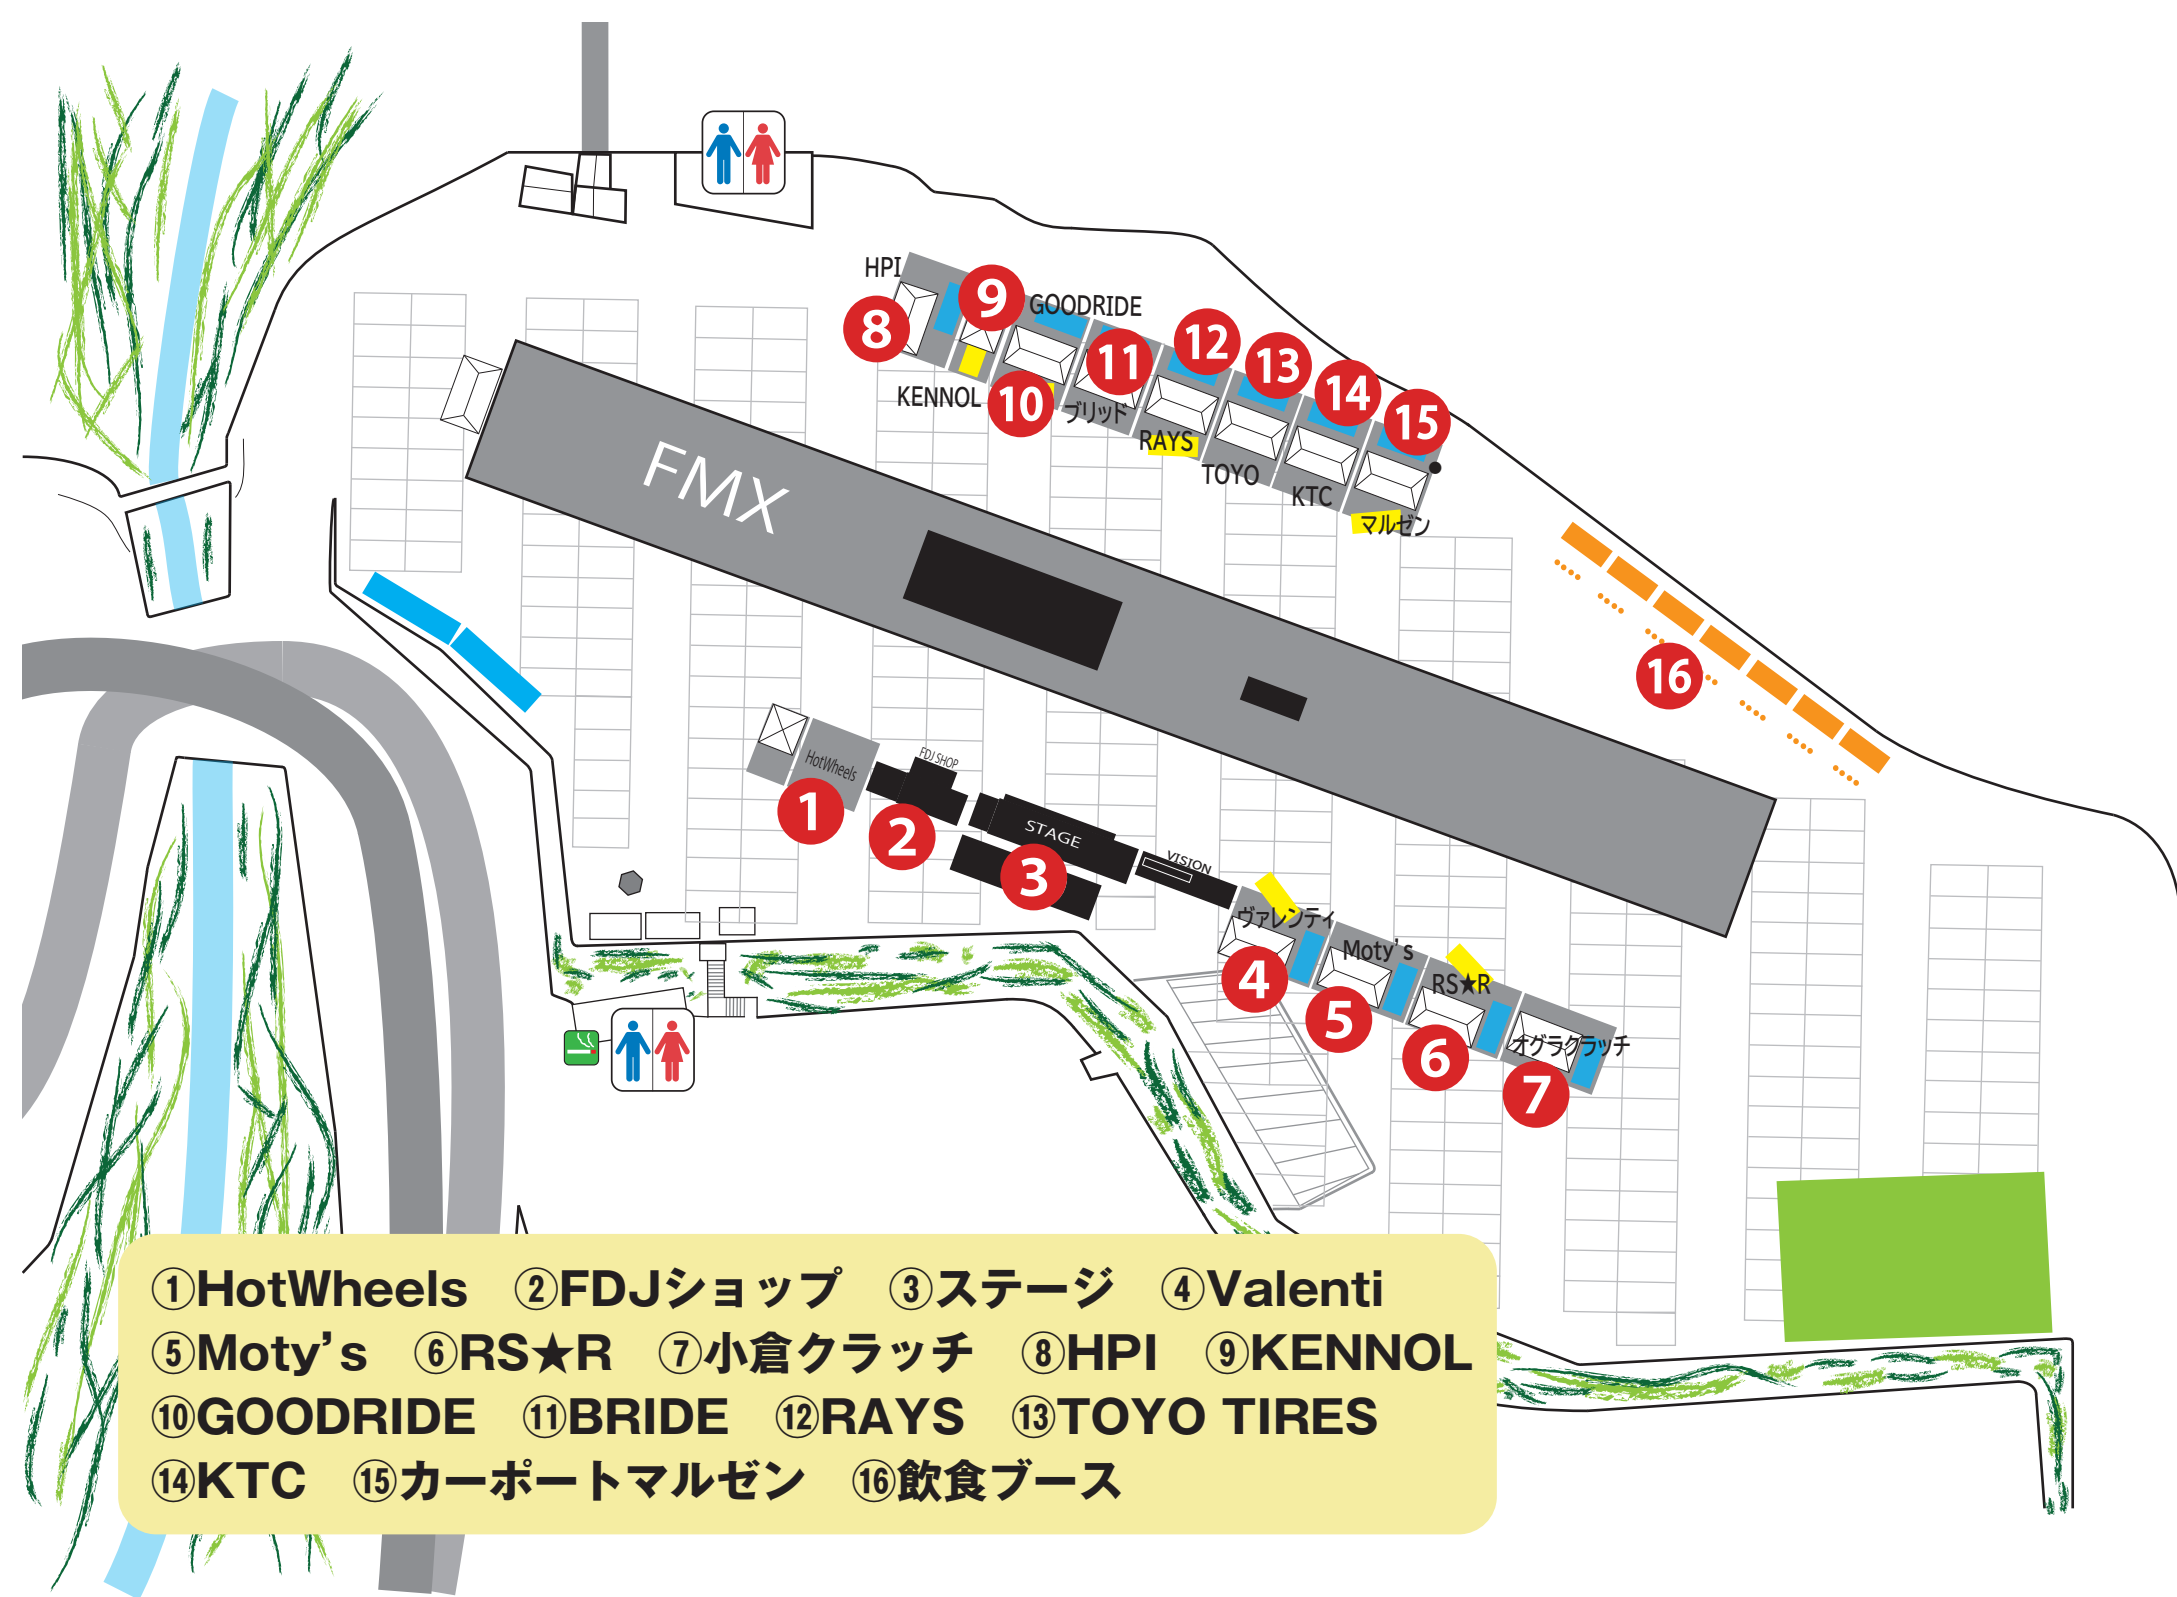 HPI
8
9
GOODRIDE
KENNOL
10
11
ブリッド
12
RAYS
13
TOYO
14
KTC
15
マルゼン
FMX
16
HotWheels
1
FDJ SHOP
2
STAGE
3
VISION
ヴァレンティ
4
Moty's
5
RS★R
6
オグラクラッチ
7
①HotWheels ②FDJショップ ③ステージ ④Valenti
⑤Moty's ⑥RS★R ⑦小倉クラッチ ⑧HPI ⑨KENNOL
⑩GOODRIDE ⑪BRIDE ⑫RAYS ⑬TOYO TIRES
⑭KTC ⑮カーポートマルゼン ⑯飲食ブース